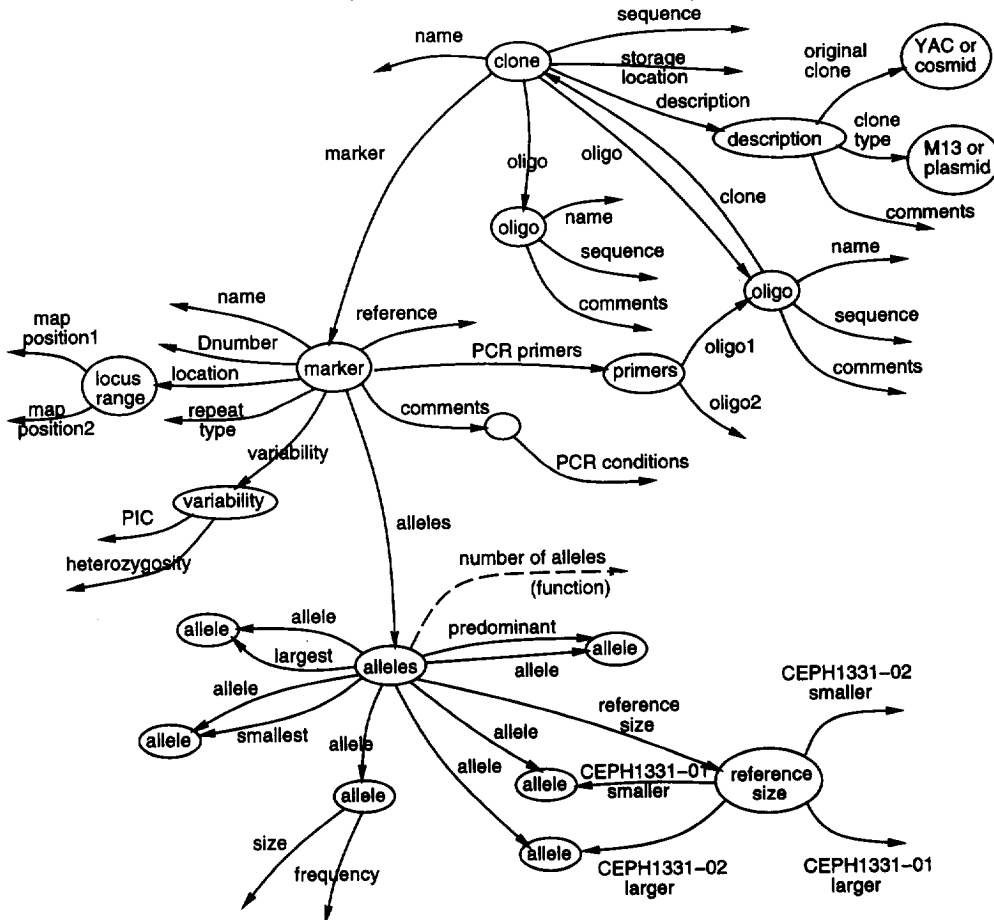 sequence
name
clone
storage
location
original
clone
YAC or
cosmid
description
description
clone
type
M13 or
plasmid
comments
marker
oligo
oligo
clone
oligo
name
sequence
comments
name
oligo
sequence
comments
name
reference
map
position1
Dnumber
location
marker
PCR primers
primers
oligo1
oligo2
locus
range
map
position2
repeat
type
comments
variability
PCR conditions
variability
PIC
heterozygosity
alleles
number of alleles
(function)
allele
allele
largest
alleles
predominant
allele
allele
allele
smallest
allele
allele
allele
size
frequency
reference
size
allele
allele
allele
CEPH1331-01
smaller
reference
size
CEPH1331-02
smaller
allele
CEPH1331-02
larger
CEPH1331-01
larger